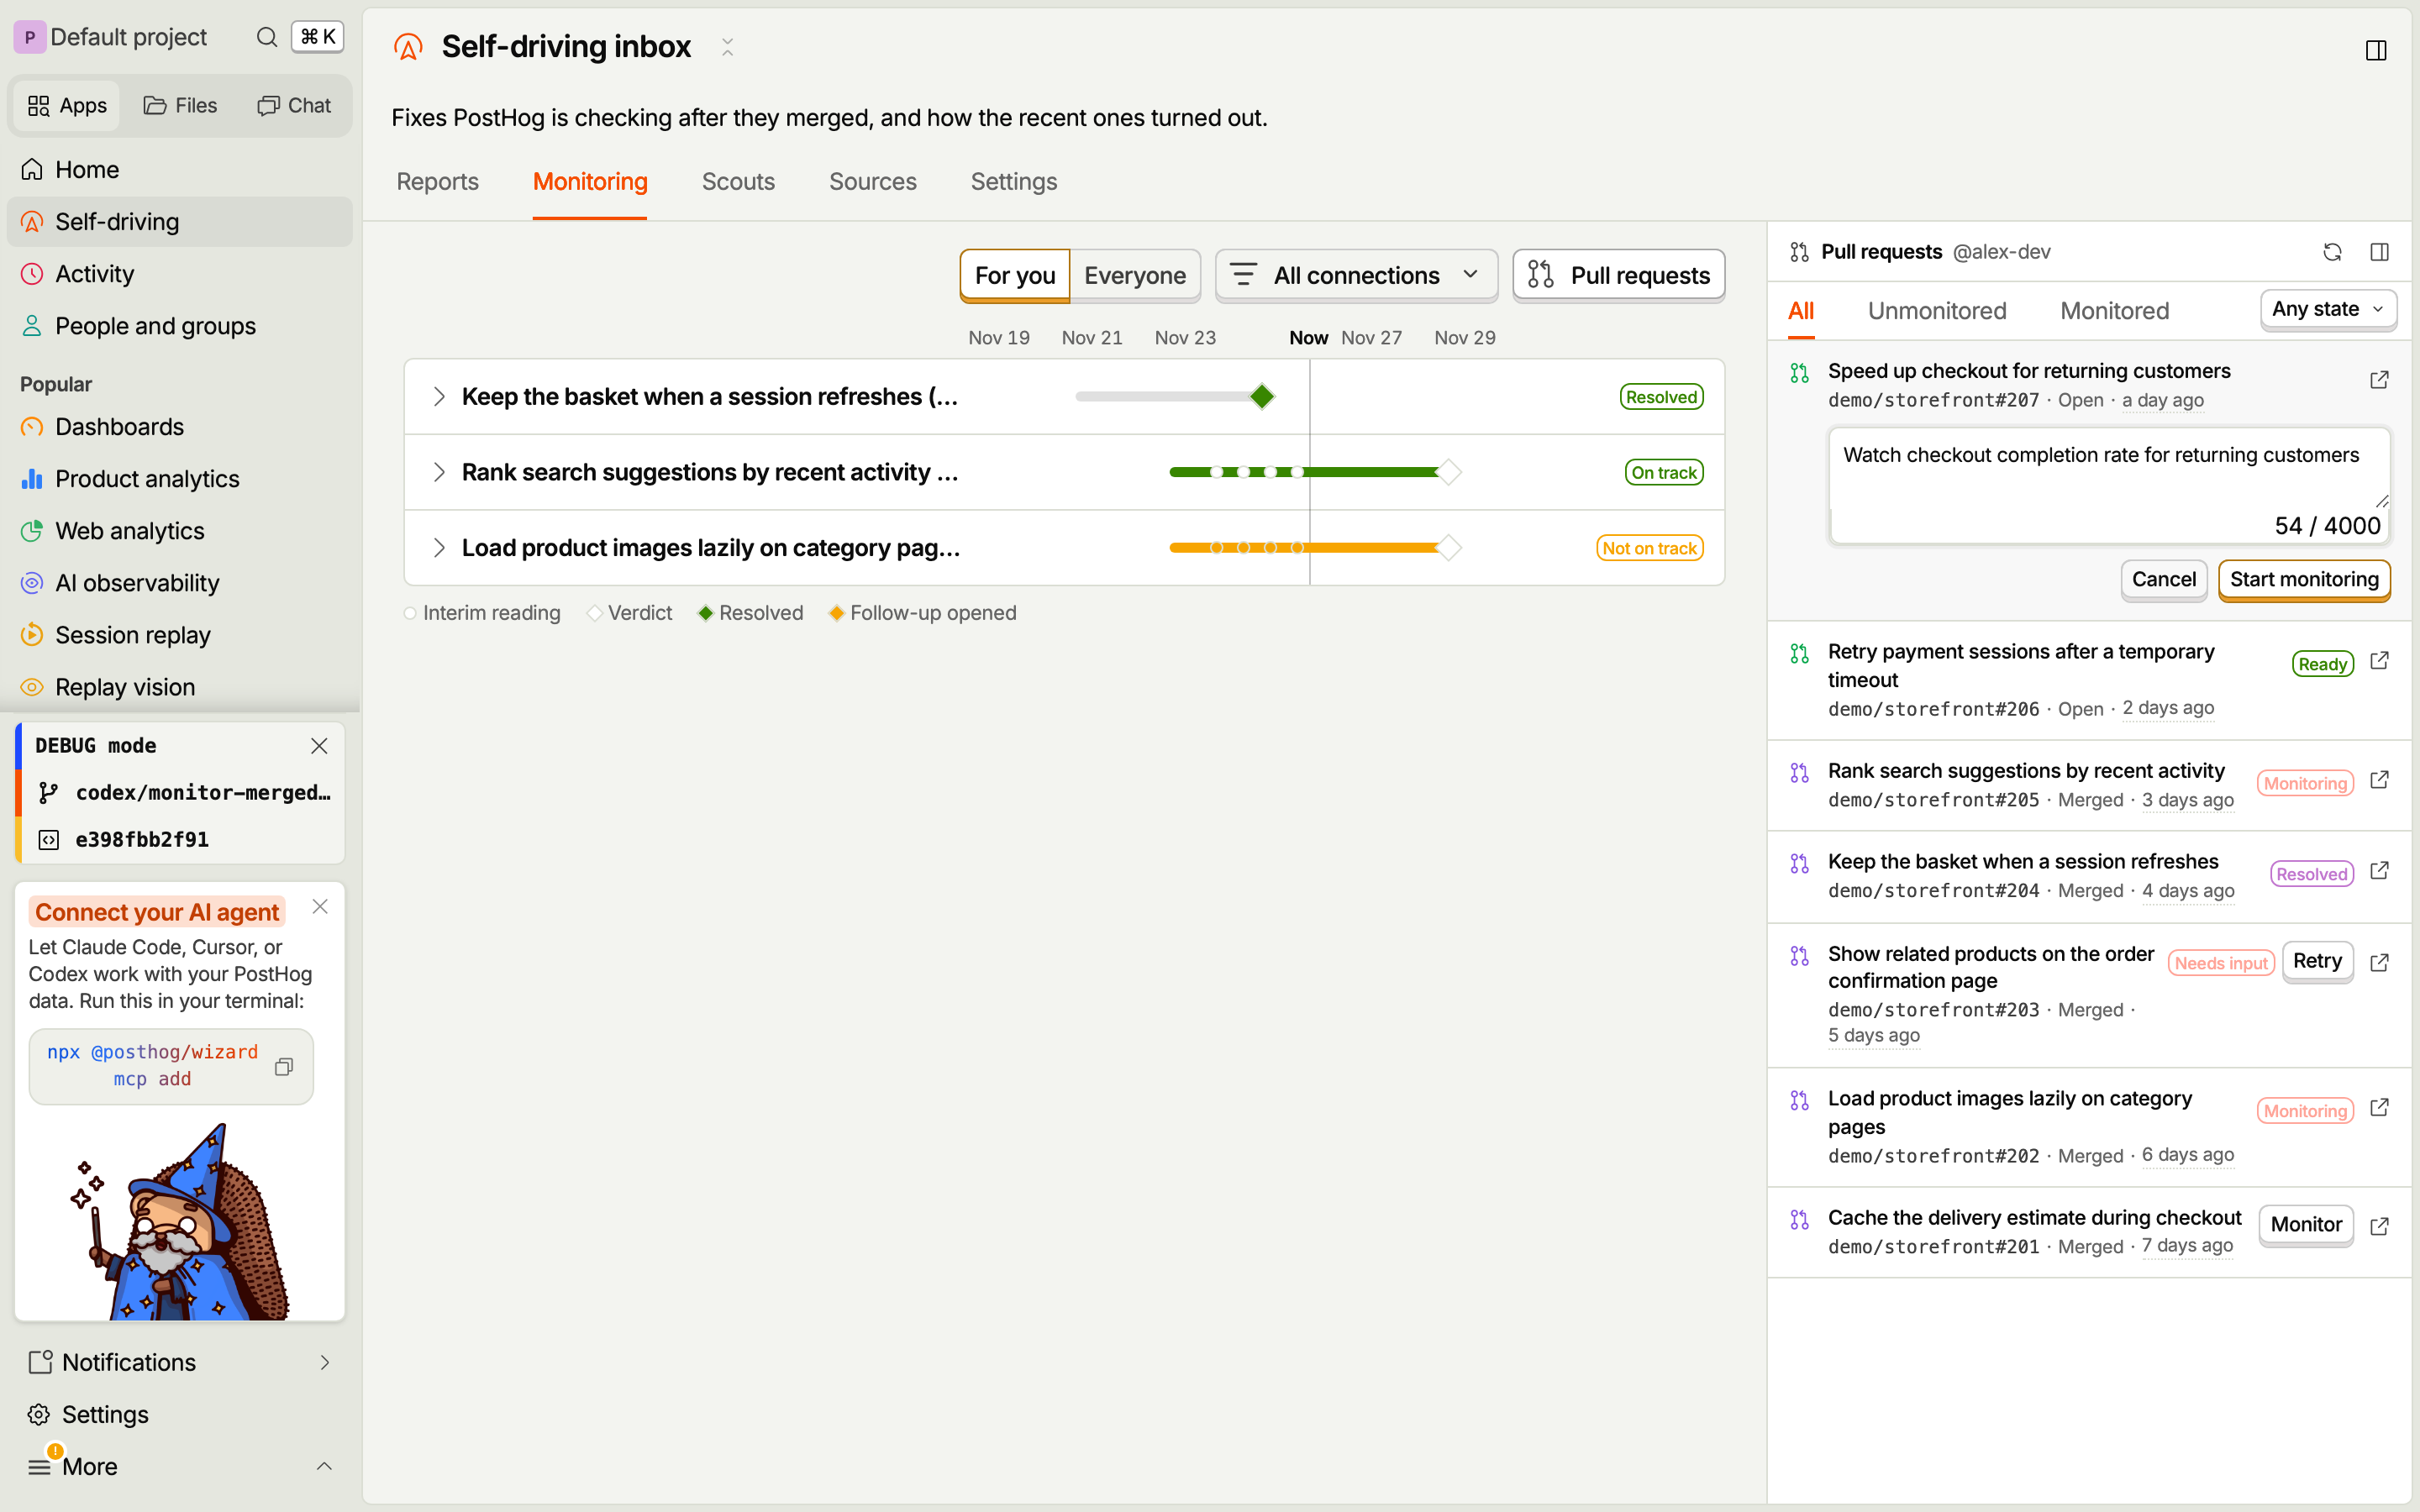 P Default project ⌘ K
Apps Files Chat
Home
Self-driving
Activity
People and groups
Popular
Dashboards
Product analytics
Web analytics
AI observability
Session replay
Replay vision
DEBUG mode
codex/monitor-merged…
e398fbb2f91
Connect your AI agent
Let Claude Code, Cursor, or
Codex work with your PostHog
data. Run this in your terminal:
npx @posthog/wizard
mcp add
Notifications
Settings
!
More
Self-driving inbox
Fixes PostHog is checking after they merged, and how the recent ones turned out.
Reports Monitoring Scouts Sources Settings
For you Everyone All connections Pull requests
Nov 19 Nov 21 Nov 23 Now Nov 27 Nov 29
Keep the basket when a session refreshes (… Resolved
Rank search suggestions by recent activity … On track
Load product images lazily on category pag… Not on track
Interim reading Verdict Resolved Follow-up opened
Pull requests @alex-dev
All Unmonitored Monitored Any state
Speed up checkout for returning customers
demo/storefront#207 · Open · a day ago
Watch checkout completion rate for returning customers
54 / 4000
Cancel Start monitoring
Retry payment sessions after a temporary
timeout
Ready
demo/storefront#206 · Open · 2 days ago
Rank search suggestions by recent activity
Monitoring
demo/storefront#205 · Merged · 3 days ago
Keep the basket when a session refreshes
Resolved
demo/storefront#204 · Merged · 4 days ago
Show related products on the order
confirmation page
Needs input Retry
demo/storefront#203 · Merged ·
5 days ago
Load product images lazily on category
pages
Monitoring
demo/storefront#202 · Merged · 6 days ago
Cache the delivery estimate during checkout
Monitor
demo/storefront#201 · Merged · 7 days ago